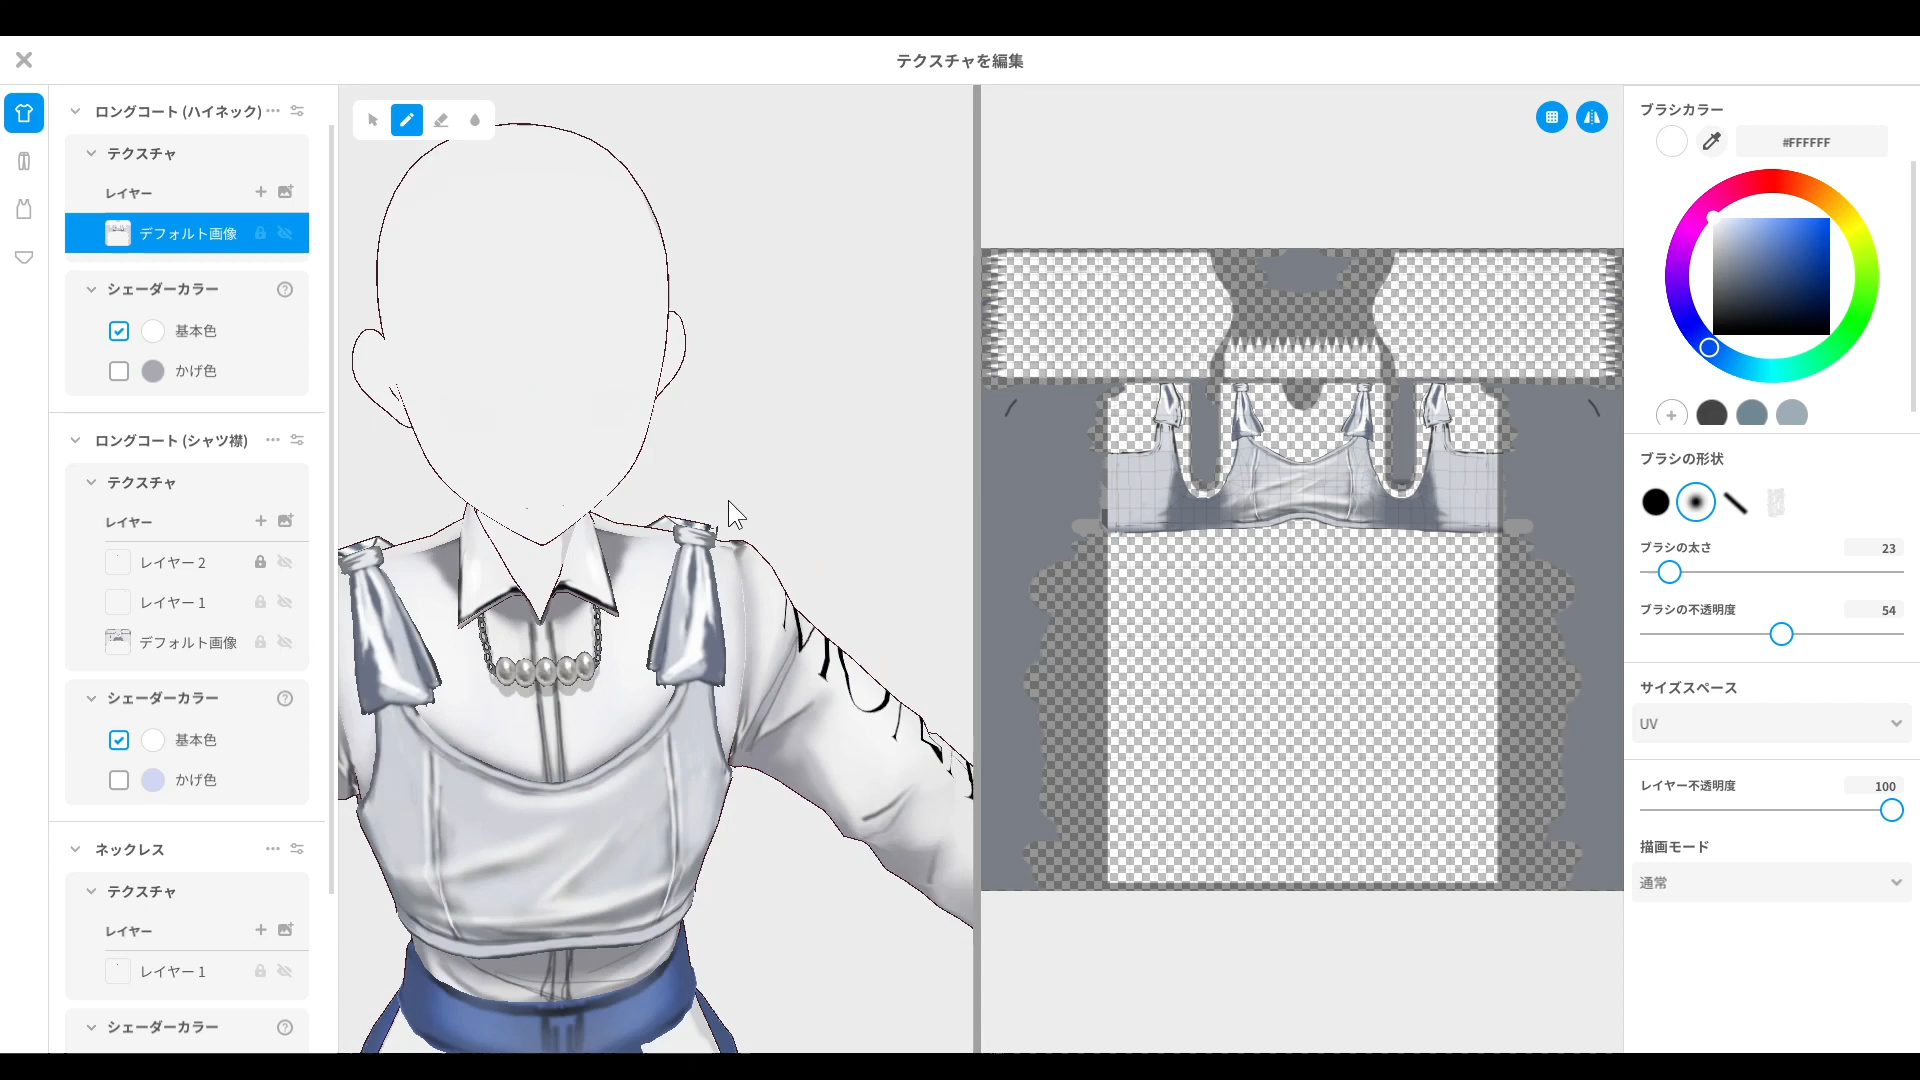 テクスチャを編集
ロングコート (ハイネック)
テクスチャ
レイヤー
デフォルト画像
シェーダーカラー
基本色
かげ色
ロングコート (シャツ襟)
テクスチャ
レイヤー
レイヤー 2
レイヤー 1
デフォルト画像
シェーダーカラー
基本色
かげ色
ネックレス
テクスチャ
レイヤー
レイヤー 1
シェーダーカラー
ブラシカラー
#FFFFFF
ブラシの形状
ブラシの太さ
23
ブラシの不透明度
54
サイズスペース
UV
レイヤー不透明度
100
描画モード
通常